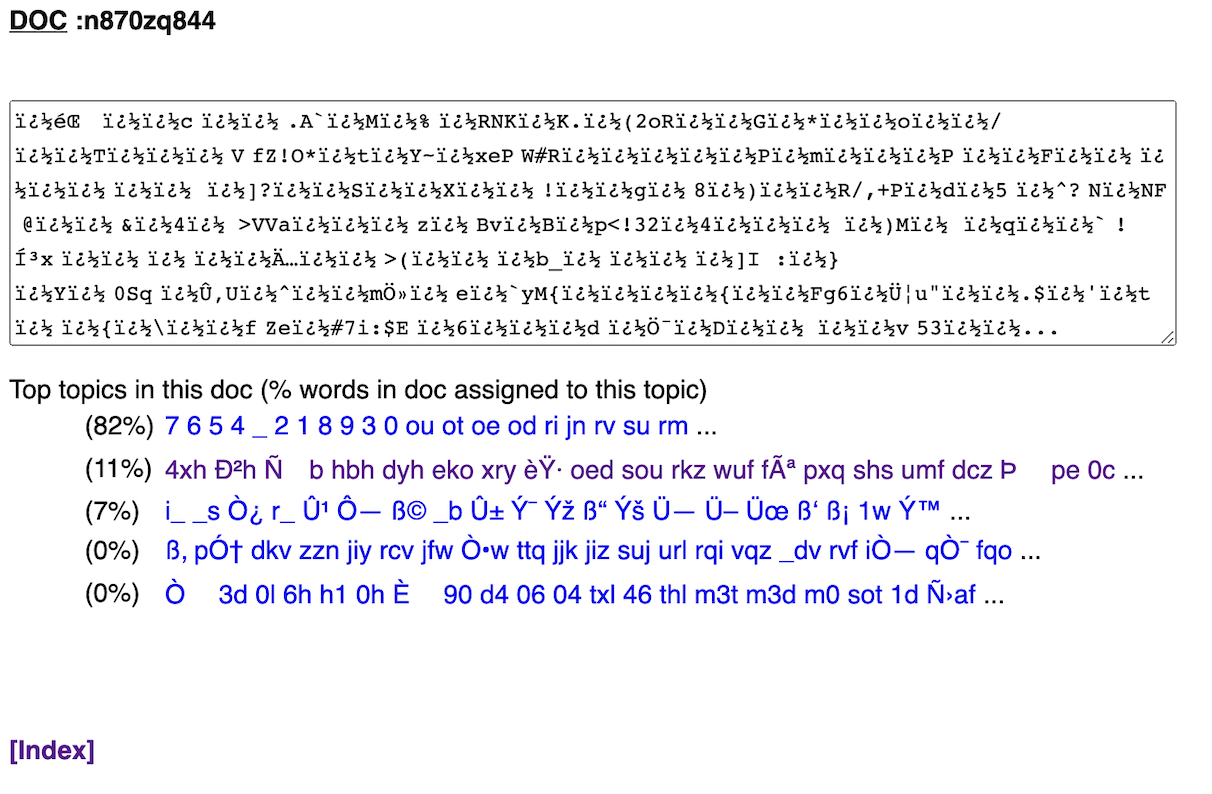 DOC :n870zq844
ï¿½éŒ ï¿½ï¿½c ï¿½ï¿½ .A`ï¿½Mï¿½% ï¿½RNKï¿½K.ï¿½(2oRï¿½ï¿½Gï¿½*ï¿½ï¿½oï¿½ï¿½/
ï¿½ï¿½Tï¿½ï¿½ï¿½ V fZ!O*ï¿½tï¿½Y~ï¿½xeP W#Rï¿½ï¿½ï¿½ï¿½ï¿½Pï¿½mï¿½ï¿½ï¿½P ï¿½ï¿½Fï¿½ï¿½ ï¿
½ï¿½ï¿½ ï¿½ï¿½ ï¿½]?ï¿½ï¿½Sï¿½ï¿½Xï¿½ï¿½ !ï¿½ï¿½gï¿½ 8ï¿½)ï¿½ï¿½R/,+Pï¿½dï¿½5 ï¿½^? Nï¿½NF
@ï¿½ï¿½ &ï¿½4ï¿½ >VVaï¿½ï¿½ï¿½ zï¿½ Bvï¿½Bï¿½p<!32ï¿½4ï¿½ï¿½ï¿½ ï¿½)Mï¿½ ï¿½qï¿½ï¿½` !
Í³x ï¿½ï¿½ ï¿½ ï¿½ï¿½Ä…ï¿½ï¿½ >(ï¿½ï¿½ ï¿½b_ï¿½ ï¿½ï¿½ ï¿½]I :ï¿½}
ï¿½Yï¿½ 0Sq ï¿½Û‚Uï¿½^ï¿½ï¿½mÖ»ï¿½ eï¿½`yM{ï¿½ï¿½ï¿½ï¿½{ï¿½ï¿½Fg6ï¿½Ü¦u"ï¿½ï¿½.$ï¿½'ï¿½t
ï¿½ ï¿½{ï¿½\ï¿½ï¿½f Zeï¿½#7i:$E ï¿½6ï¿½ï¿½ï¿½d ï¿½Ö¯ï¿½Dï¿½ï¿½ ï¿½ï¿½v 53ï¿½ï¿½...
Top topics in this doc (% words in doc assigned to this topic)
(82%) 7 6 5 4 _ 2 1 8 9 3 0 ou ot oe od ri jn rv su rm ...
(11%) 4xh Ð²h Ñ b hbh dyh eko xry èŸ· oed sou rkz wuf fÃª pxq shs umf dcz Þ pe 0c ...
(7%) i_ _s Ò¿ r_ Û¹ Ô— ß© _b Û± Ý¯ Ýž ß“ Ýš Ü— Ü– Üœ ß‘ ß¡ 1w Ý™ ...
(0%) ß‚ pÓ† dkv zzn jiy rcv jfw Ò•w ttq jjk jiz suj url rqi vqz _dv rvf iÒ— qÒ¯ fqo ...
(0%) Ò 3d 0l 6h h1 0h È 90 d4 06 04 txl 46 thl m3t m3d m0 sot 1d Ñ›af ...
[Index]